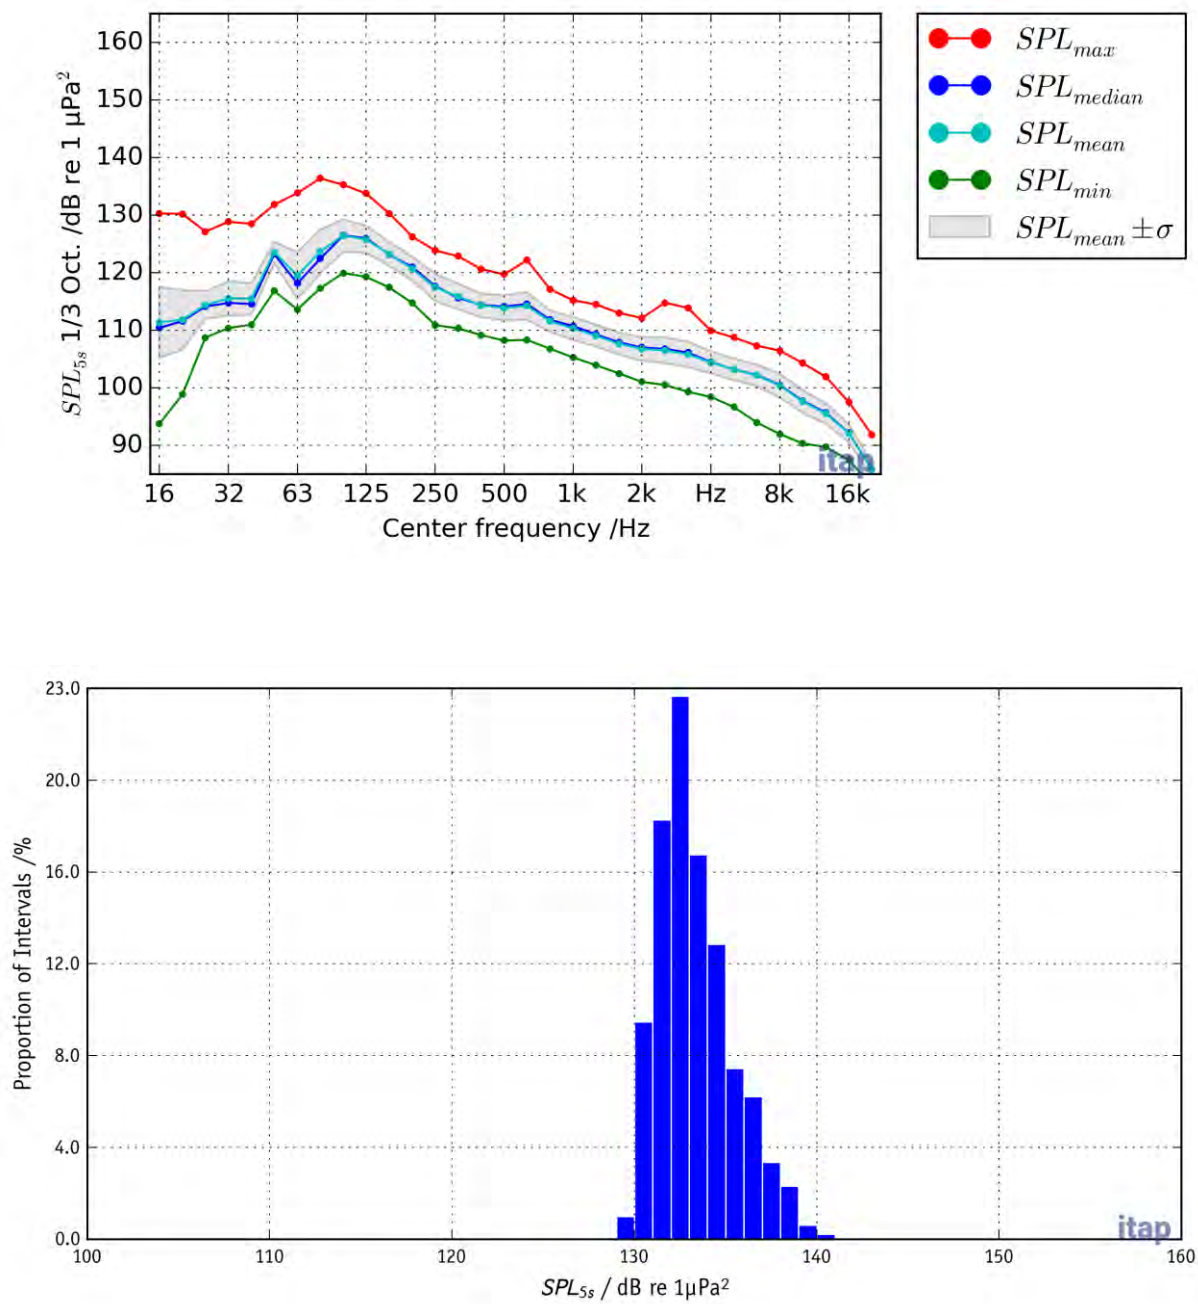 160
150
140
130
120
110
100
90
SPL5s 1/3 Oct. /dB re 1 µPa²
16 32 63 125 250 500 1k 2k Hz 8k 16k
Center frequency /Hz
itap
SPLmax
SPLmedian
SPLmean
SPLmin
SPLmean ±σ
23.0
20.0
16.0
12.0
8.0
4.0
0.0
Proportion of Intervals /%
100 110 120 130 140 150 160
SPL5s / dB re 1µPa²
itap